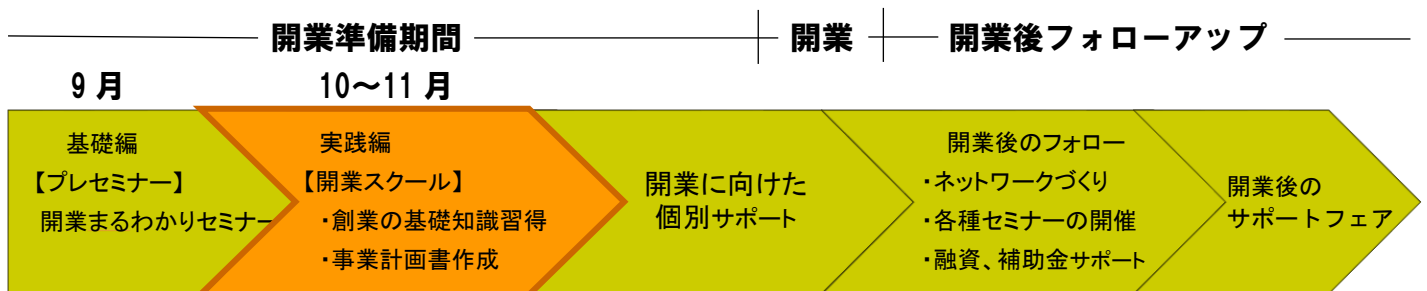 開業準備期間
開業
開業後フォローアップ
9月
10～11月
基礎編
【プレセミナー】
開業まるわかりセミナー
実践編
【開業スクール】
・創業の基礎知識習得
・事業計画書作成
開業に向けた
個別サポート
開業後のフォロー
・ネットワークづくり
・各種セミナーの開催
・融資、補助金サポート
開業後の
サポートフェア